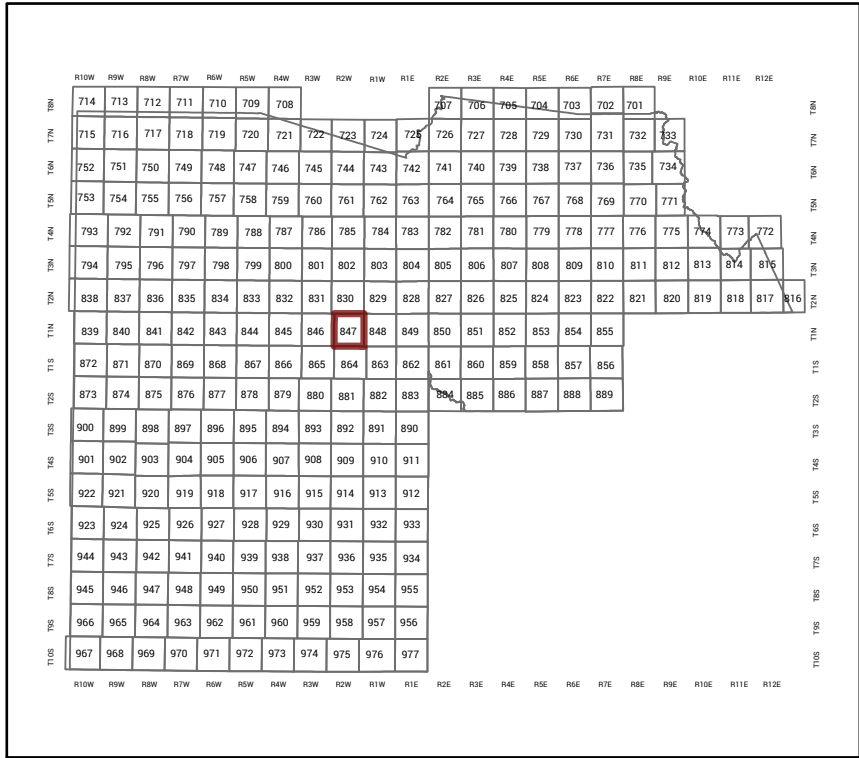 R10W R9W R8W R7W R6W R5W R4W R3W R2W R1W R1E R2E R3E R4E R5E R6E R7E R8E R9E R10E R11E R12E
T8N 714 713 712 711 710 709 708 707 706 705 704 703 702 701 T8N
T7N 715 716 717 718 719 720 721 722 723 724 725 726 727 728 729 730 731 732 733 T7N
T6N 752 751 750 749 748 747 746 745 744 743 742 741 740 739 738 737 736 735 734 T6N
T5N 753 754 755 756 757 758 759 760 761 762 763 764 765 766 767 768 769 770 771 T5N
T4N 793 792 791 790 789 788 787 786 785 784 783 782 781 780 779 778 777 776 775 774 773 772 T4N
T3N 794 795 796 797 798 799 800 801 802 803 804 805 806 807 808 809 810 811 812 813 814 815 T3N
T2N 838 837 836 835 834 833 832 831 830 829 828 827 826 825 824 823 822 821 820 819 818 817 816 T2N
T1N 839 840 841 842 843 844 845 846 847 848 849 850 851 852 853 854 855 T1N
T1S 872 871 870 869 868 867 866 865 864 863 862 861 860 859 858 857 856 T1S
T2S 873 874 875 876 877 878 879 880 881 882 883 884 885 886 887 888 889 T2S
T3S 900 899 898 897 896 895 894 893 892 891 890 T3S
T4S 901 902 903 904 905 906 907 908 909 910 911 T4S
T5S 922 921 920 919 918 917 916 915 914 913 912 T5S
T6S 923 924 925 926 927 928 929 930 931 932 933 T6S
T7S 944 943 942 941 940 939 938 937 936 935 934 T7S
T8S 945 946 947 948 949 950 951 952 953 954 955 T8S
T9S 966 965 964 963 962 961 960 959 958 957 956 T9S
T10S 967 968 969 970 971 972 973 974 975 976 977 T10S
R10W R9W R8W R7W R6W R5W R4W R3W R2W R1W R1E R2E R3E R4E R5E R6E R7E R8E R9E R10E R11E R12E